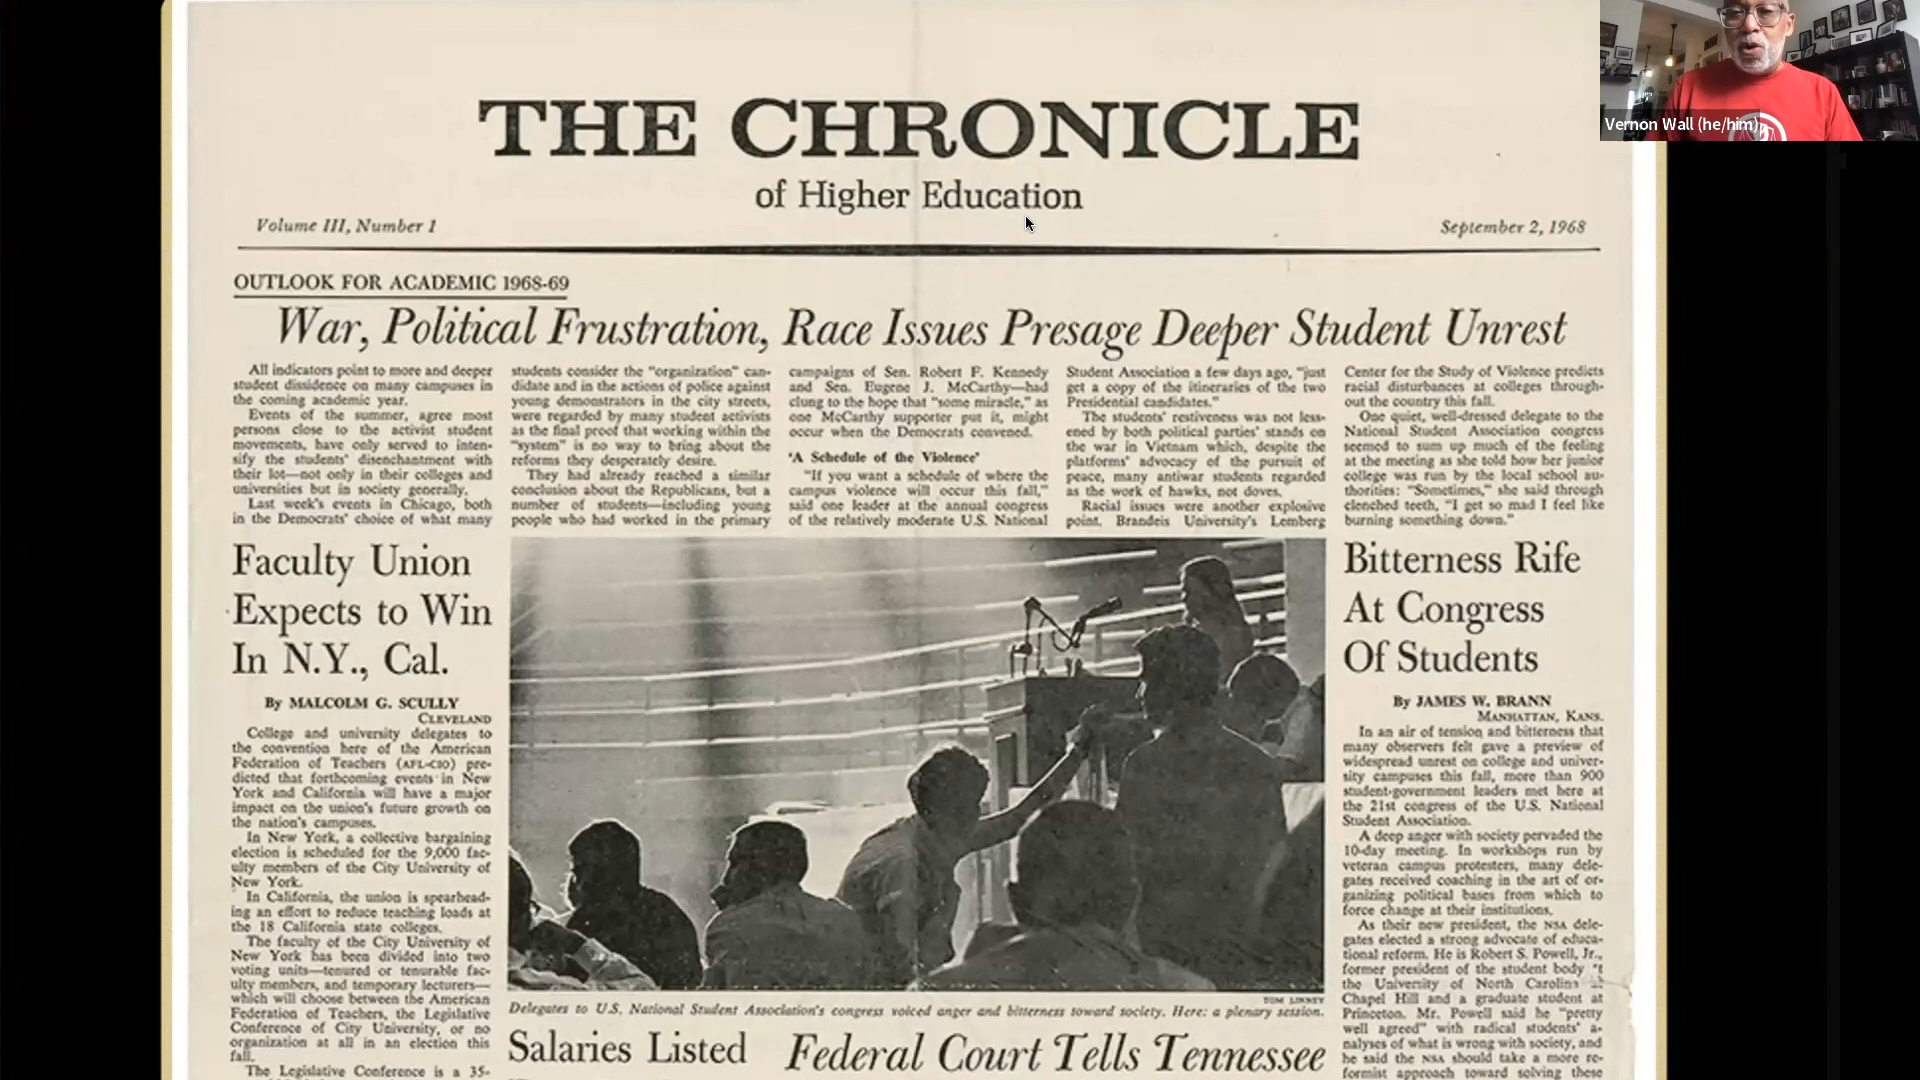 THE CHRONICLE
of Higher Education
Volume III, Number 1
September 2, 1968
OUTLOOK FOR ACADEMIC 1968-69
War, Political Frustration, Race Issues Presage Deeper Student Unrest
All indicators point to more and deeper
student dissidence on many campuses in
the coming academic year.
Events of the summer, agree most
persons close to the activist student
movements, have only served to inten-
sify the students' disenchantment with
their lot—not only in their colleges and
universities but in society generally.
Last week's events in Chicago, both
in the Democrats' choice of what many
students consider the "organization" can-
didate and in the actions of police against
young demonstrators in the city streets,
were regarded by many student activists
as the final proof that working within the
"system" is no way to bring about the
reforms they desperately desire.
They had already reached a similar
conclusion about the Republicans, but a
number of students—including young
people who had worked in the primary
campaigns of Sen. Robert F. Kennedy
and Sen. Eugene J. McCarthy—had
clung to the hope that "some miracle," as
one McCarthy supporter put it, might
occur when the Democrats convened.
'A Schedule of the Violence'
"If you want a schedule of where the
campus violence will occur this fall,"
said one leader at the annual congress
of the relatively moderate U.S. National
Student Association a few days ago, "just
get a copy of the itineraries of the two
Presidential candidates."
The students' restiveness was not less-
ened by both political parties' stands on
the war in Vietnam which, despite the
platforms' advocacy of the pursuit of
peace, many antiwar students regarded
as the work of hawks, not doves.
Racial issues were another explosive
point. Brandeis University's Lemberg
Center for the Study of Violence predicts
racial disturbances at colleges through-
out the country this fall.
One quiet, well-dressed delegate to the
National Student Association congress
seemed to sum up much of the feeling
at the meeting as she told how her junior
college was run by the local school au-
thorities: "Sometimes," she said through
clenched teeth, "I get so mad I feel like
burning something down."
Faculty Union
Expects to Win
In N.Y., Cal.
By MALCOLM G. SCULLY
CLEVELAND
College and university delegates to
the convention here of the American
Federation of Teachers (AFL-CIO) pre-
dicted that forthcoming events in New
York and California will have a major
impact on the union's future growth on
the nation's campuses.
In New York, a collective bargaining
election is scheduled for the 9,000 fac-
ulty members of the City University of
New York.
In California, the union is spearhead-
ing an effort to reduce teaching loads at
the 18 California state colleges.
The faculty of the City University of
New York has been divided into two
voting units—tenured or tenurable fac-
ulty members, and temporary lecturers—
which will choose between the American
Federation of Teachers, the Legislative
Conference of City University, or no
organization at all in an election this
fall.
The Legislative Conference is a 35-
TOM LINNEY
Delegates to U.S. National Student Association's congress voiced anger and bitterness toward society. Here: a plenary session.
Salaries Listed
Federal Court Tells Tennessee
Bitterness Rife
At Congress
Of Students
By JAMES W. BRANN
MANHATTAN, KANS.
In an air of tension and bitterness that
many observers felt gave a preview of
widespread unrest on college and univer-
sity campuses this fall, more than 900
student-government leaders met here at
the 21st congress of the U.S. National
Student Association.
A deep anger with society pervaded the
10-day meeting. In workshops run by
veteran campus protesters, many dele-
gates received coaching in the art of or-
ganizing political bases from which to
force change at their institutions.
As their new president, the NSA dele-
gates elected a strong advocate of educa-
tional reform. He is Robert S. Powell, Jr.,
former president of the student body
the University of North Carolina at
Chapel Hill and a graduate student at
Princeton. Mr. Powell said he "pretty
well agreed" with radical students' a-
nalyses of what is wrong with society, and
he said the NSA should take a more re-
formist approach toward solving these
Vernon Wall (he/him)